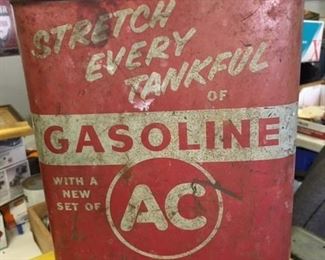 STRETCH
EVERY
TANKFUL
OF
GASOLINE
WITH A
NEW
SET OF
AC